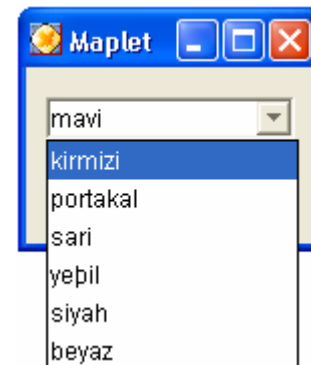 Maplet
mavi
kirmizi
portakal
sari
yeþil
siyah
beyaz